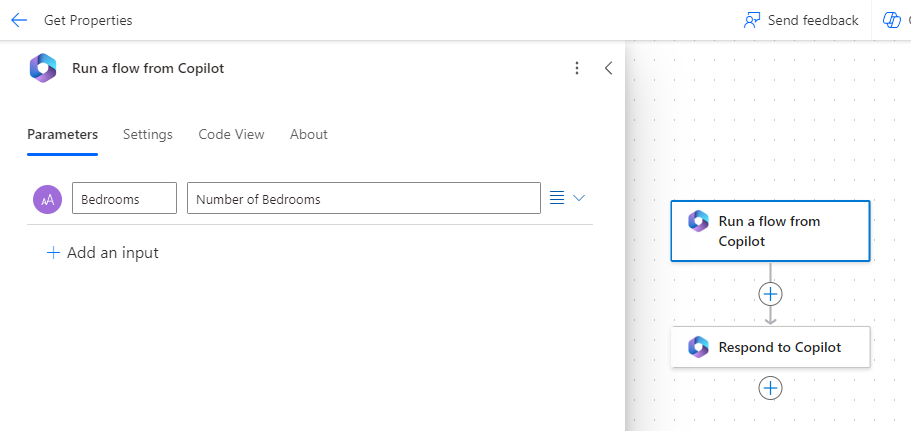 Get Properties
Send feedback
Run a flow from Copilot
Parameters Settings Code View About
AA Bedrooms Number of Bedrooms
+ Add an input
Run a flow from
Copilot
Respond to Copilot